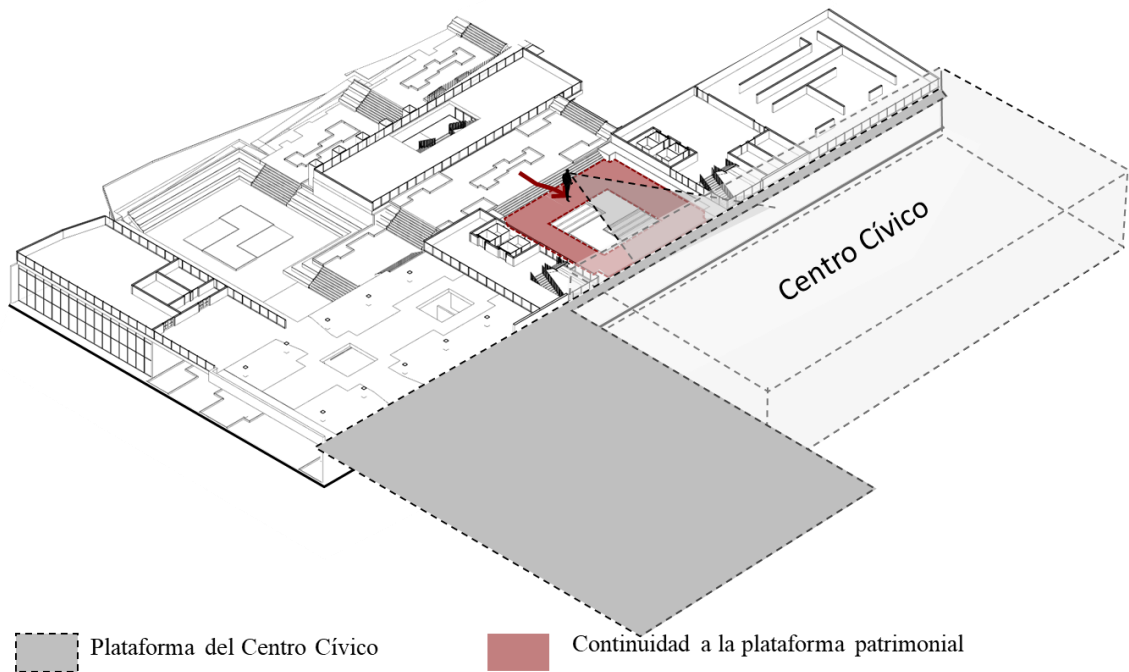 Centro Cívico
Plataforma del Centro Cívico
Continuidad a la plataforma patrimonial